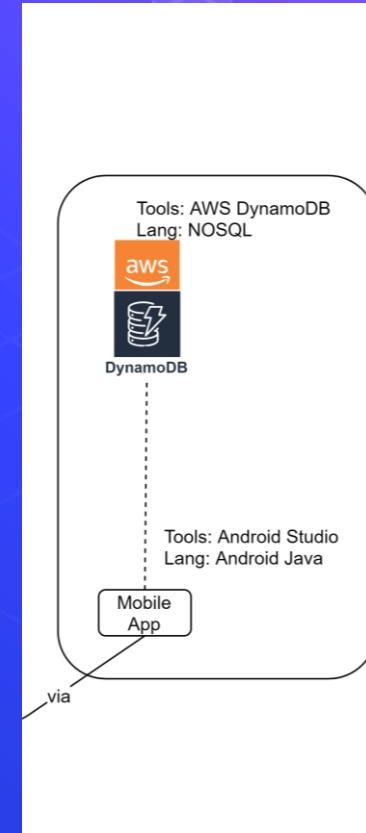 Tools: AWS DynamoDB
Lang: NOSQL
aws
DynamoDB
Tools: Android Studio
Lang: Android Java
Mobile
App
via